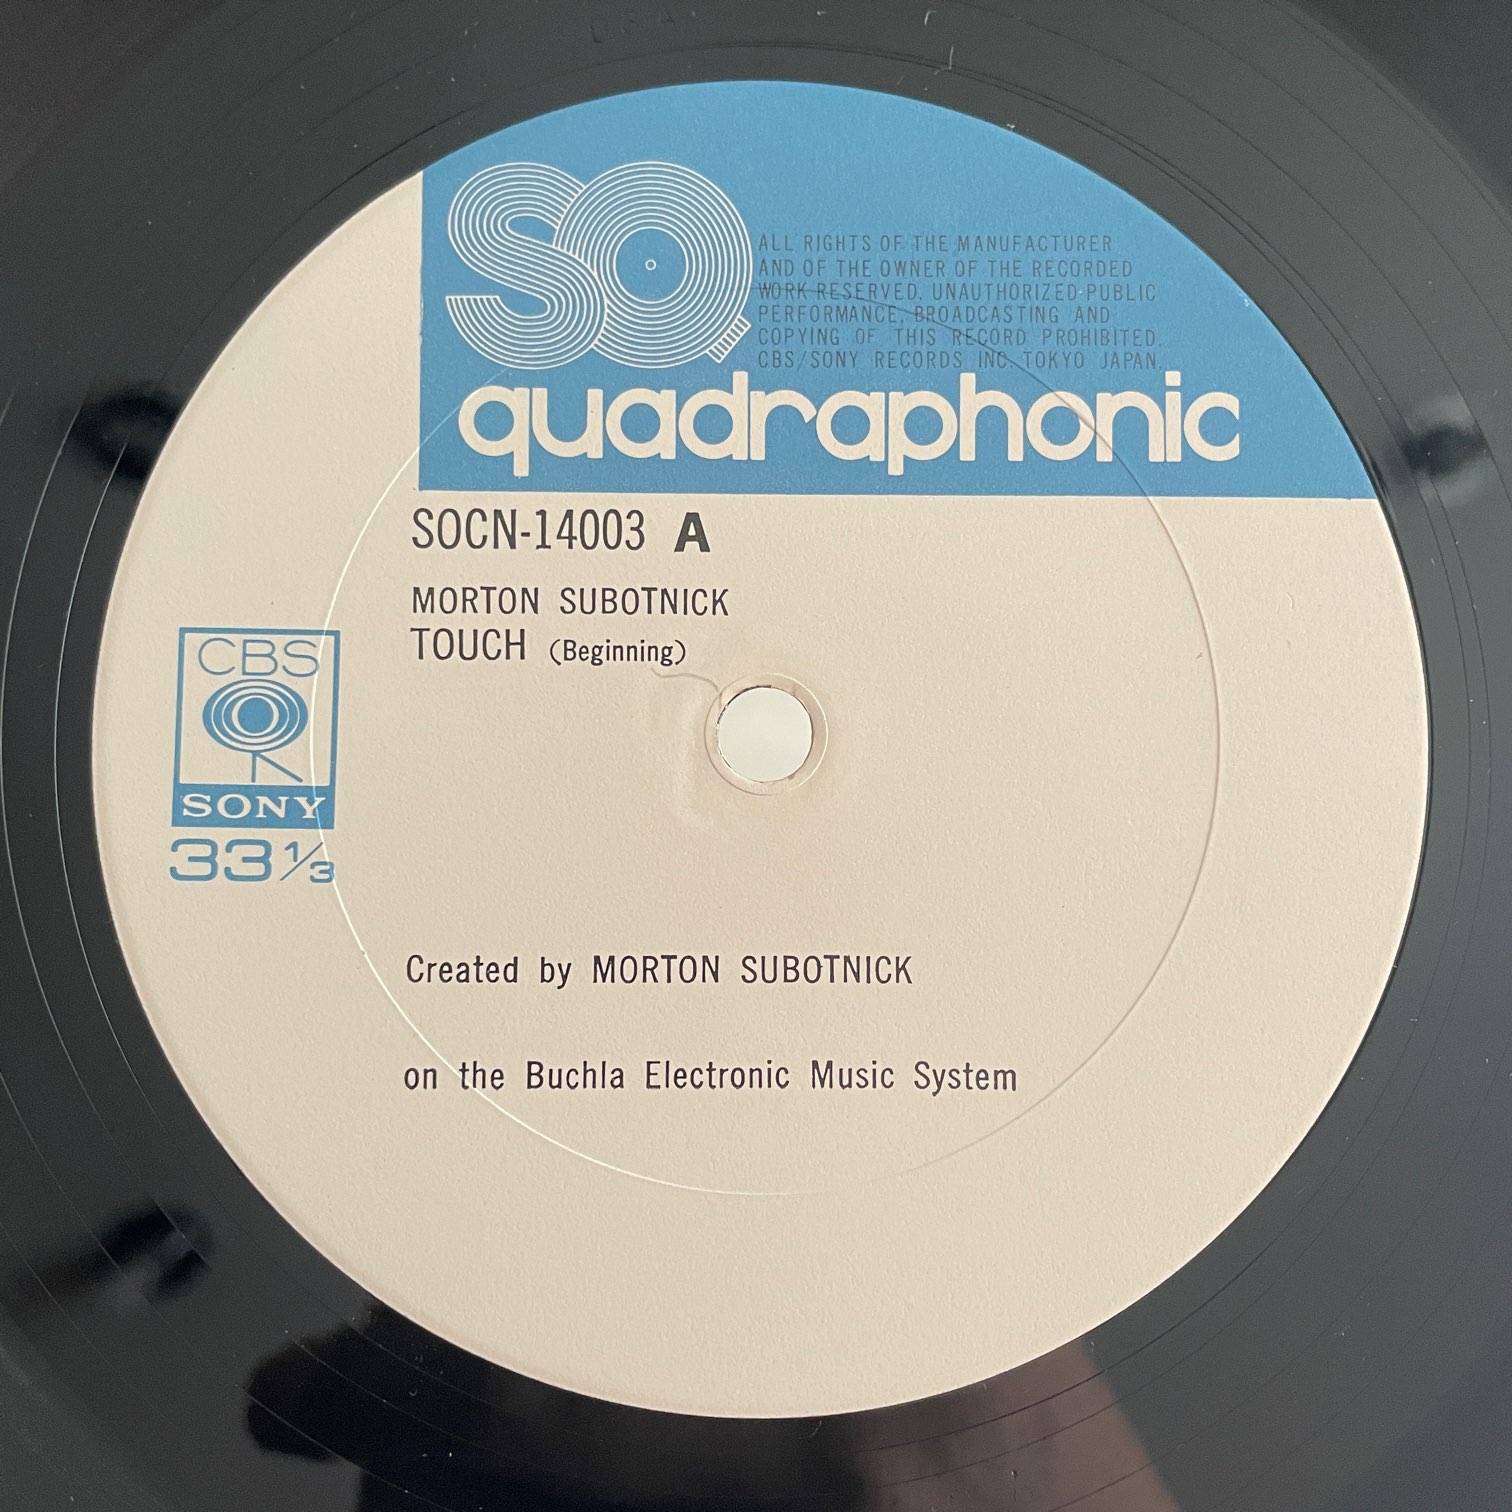 SQ
ALL RIGHTS OF THE MANUFACTURER
AND OF THE OWNER OF THE RECORDED
WORK RESERVED. UNAUTHORIZED PUBLIC
PERFORMANCE, BROADCASTING AND
COPYING OF THIS RECORD PROHIBITED.
CBS/SONY RECORDS INC. TOKYO JAPAN.
quadraphonic
SOCN-14003 A
MORTON SUBOTNICK
TOUCH (Beginning)
CBS
SONY
33 1/3
Created by MORTON SUBOTNICK
on the Buchla Electronic Music System